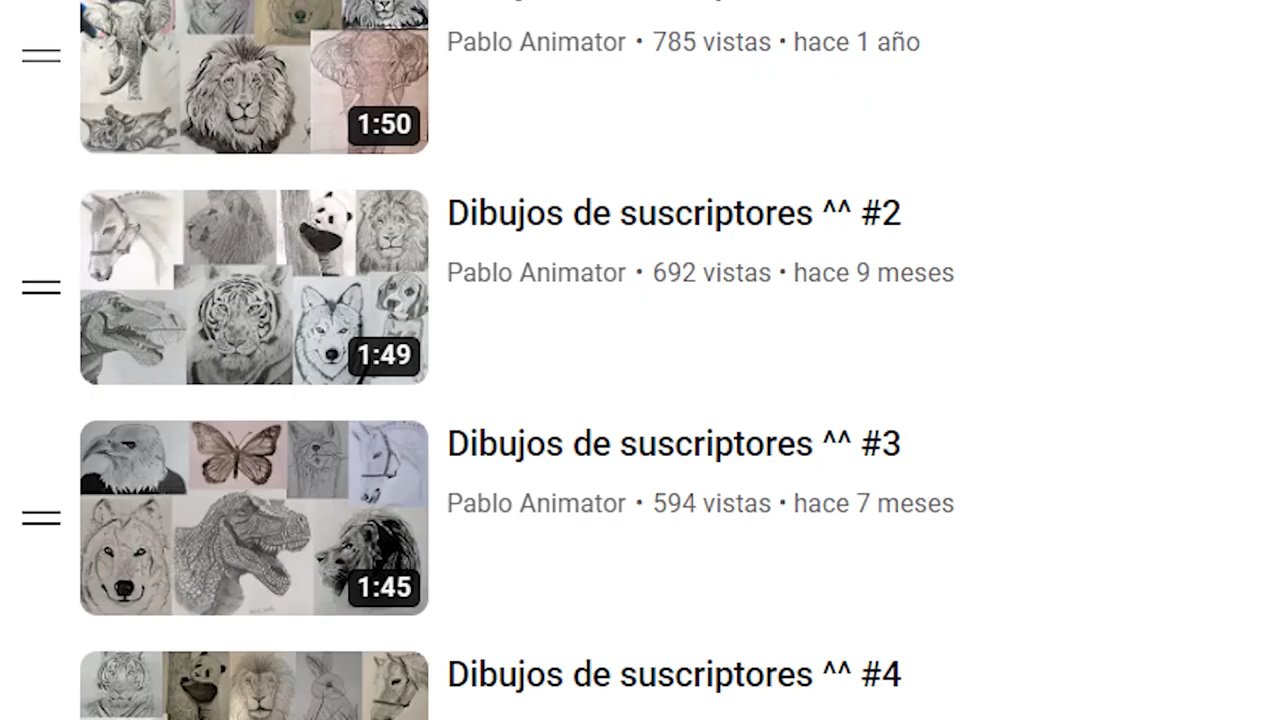 Pablo Animator • 785 vistas • hace 1 año
1:50
Dibujos de suscriptores ^^ #2
Pablo Animator • 692 vistas • hace 9 meses
1:49
Dibujos de suscriptores ^^ #3
Pablo Animator • 594 vistas • hace 7 meses
1:45
Dibujos de suscriptores ^^ #4